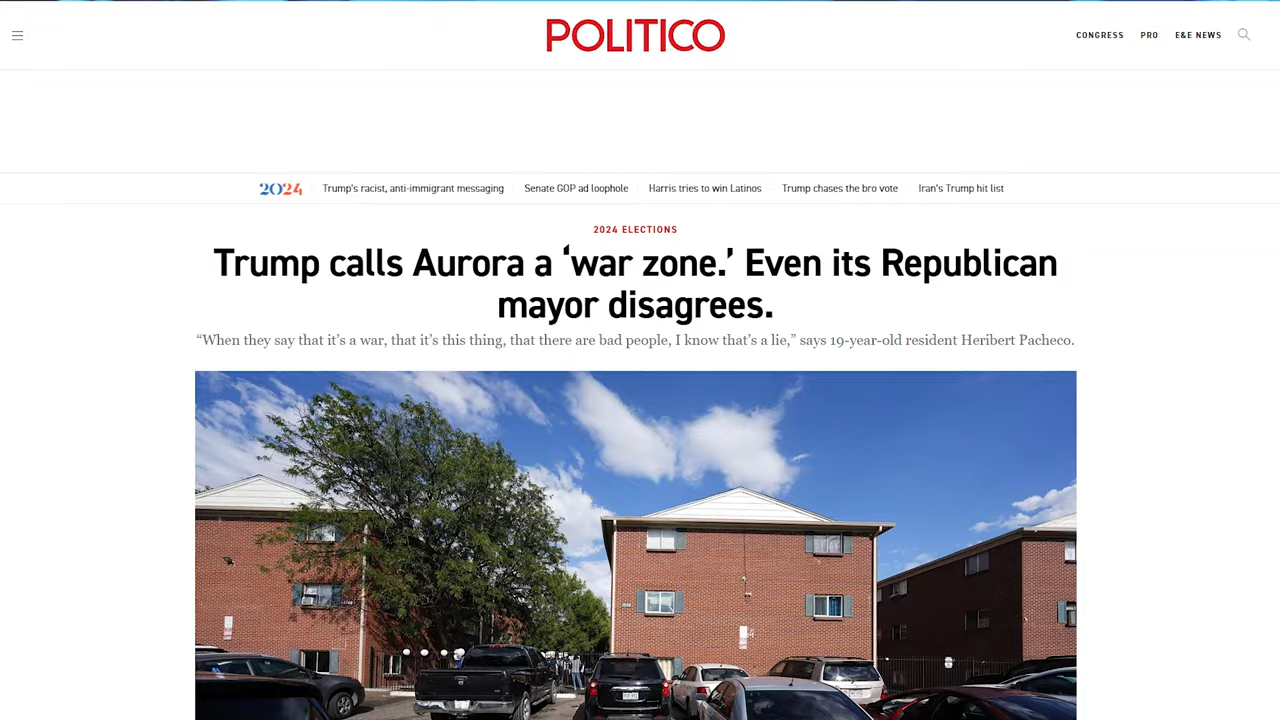 POLITICO
CONGRESS PRO E&E NEWS
2024 Trump's racist, anti-immigrant messaging Senate GOP ad loophole Harris tries to win Latinos Trump chases the bro vote Iran's Trump hit list
2024 ELECTIONS
Trump calls Aurora a ‘war zone.’ Even its Republican
mayor disagrees.
“When they say that it’s a war, that it’s this thing, that there are bad people, I know that’s a lie,” says 19-year-old resident Heribert Pacheco.